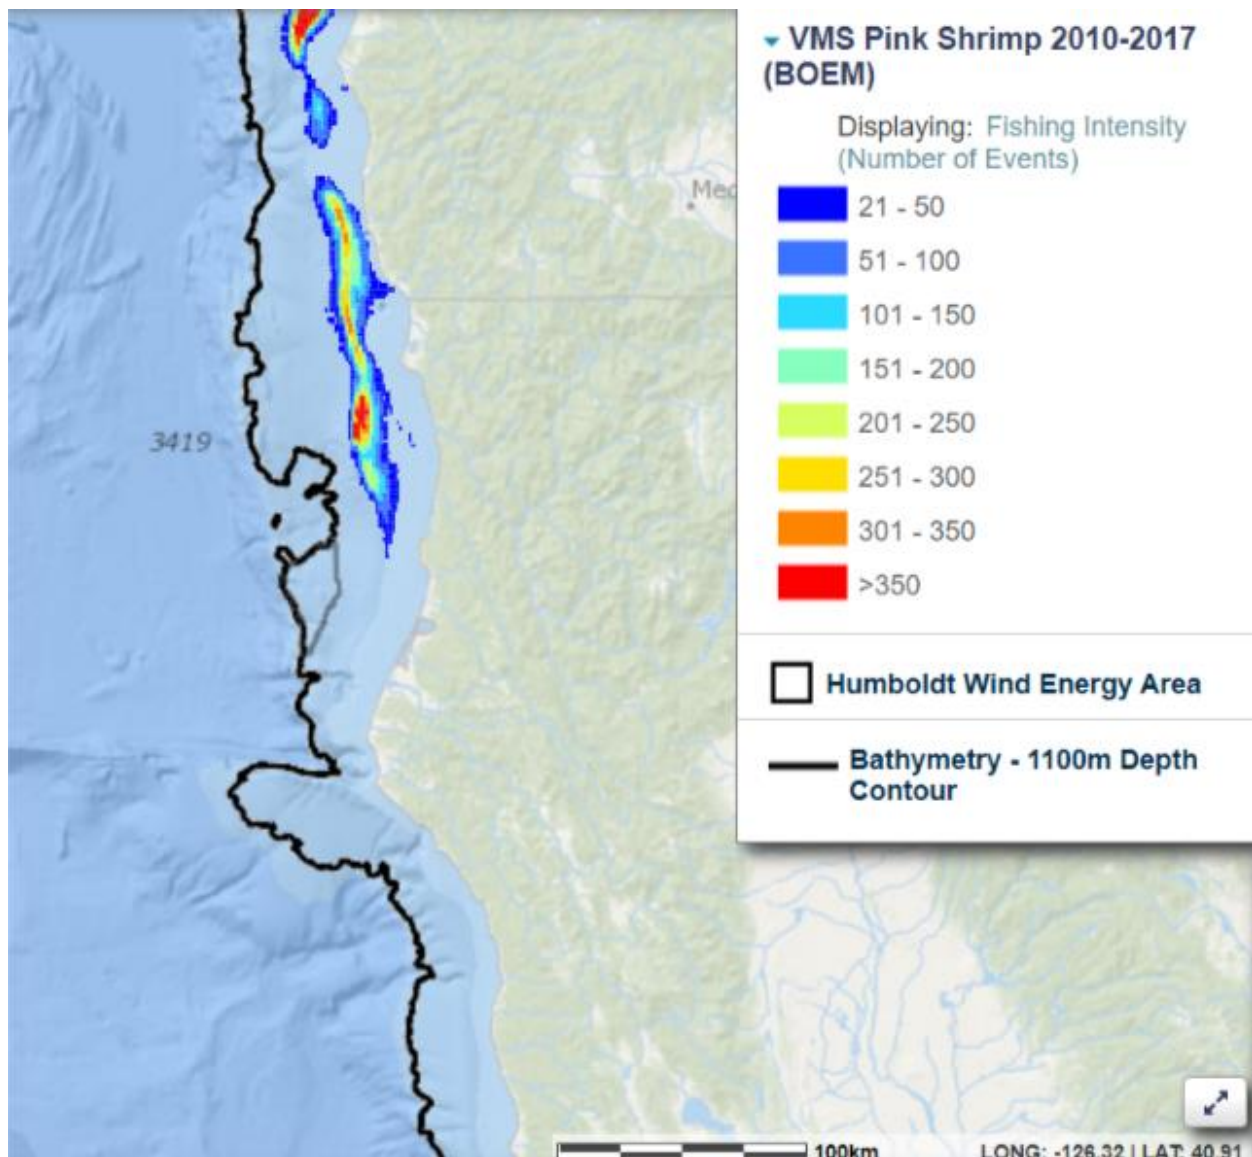 VMS Pink Shrimp 2010-2017
(BOEM)
Displaying: Fishing Intensity
(Number of Events)
Med
21 - 50
51 - 100
101 - 150
151 - 200
3419
201 - 250
251 - 300
301 - 350
>350
Humboldt Wind Energy Area
Bathymetry - 1100m Depth
Contour
100km
LONG: -126.32 | LAT: 40.91